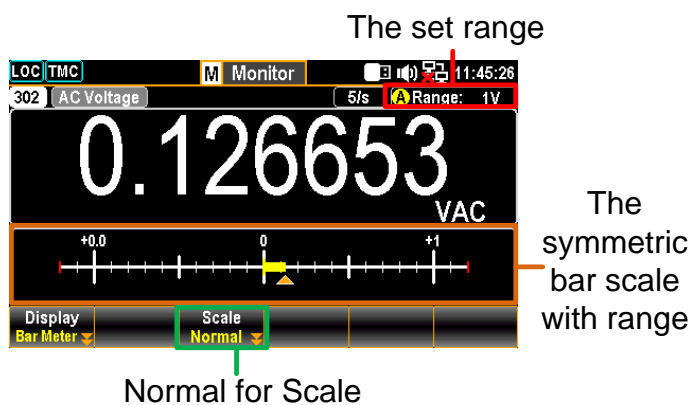 The set range
LOC TMC M Monitor 11:45:26
302 AC Voltage 5/s A Range: 1V
0.126653
VAC
+0.0 0 +1
The
symmetric
bar scale
with range
Display Scale
Bar Meter Normal
Normal for Scale